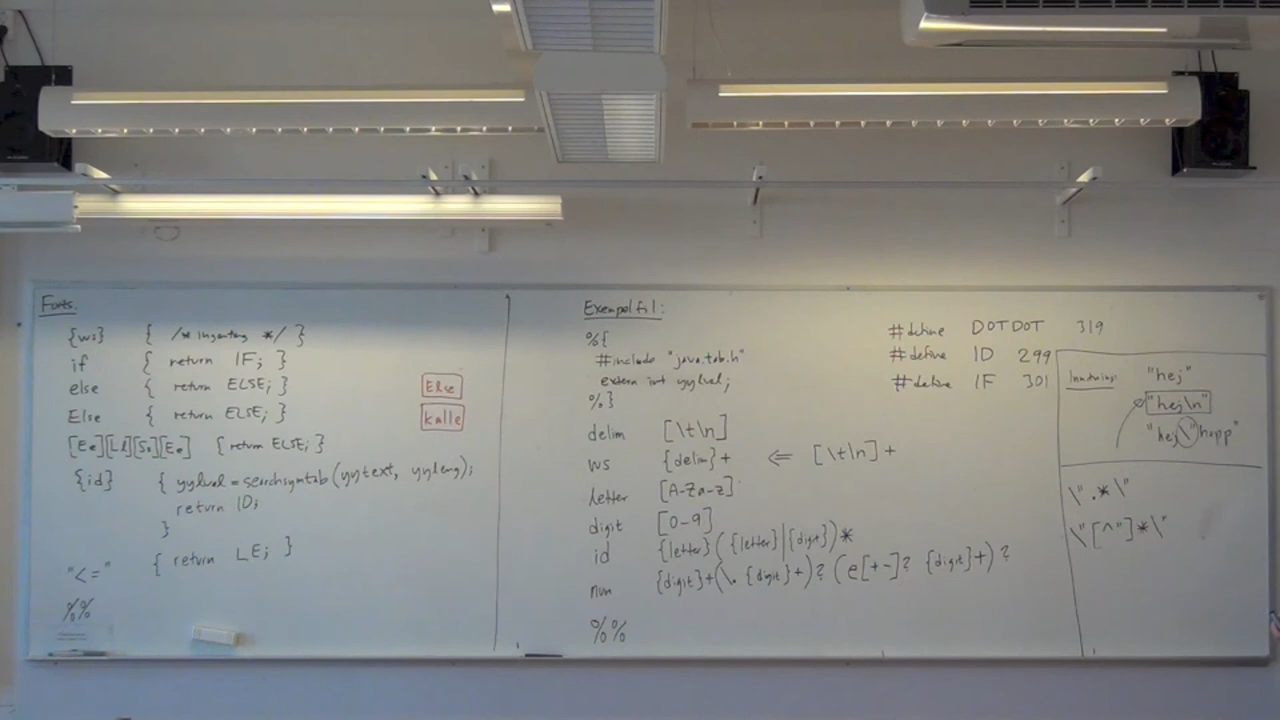 Forts.
{ws} { /* ingenting */ }
if { return IF; }
else { return ELSE; }
Else { return ELSE; }
[Ee][Ll][Ss][Ee] { return ELSE; }
{id} { yylval = searchsymtab (yytext, yyleng);
return ID;
}
"<=" { return LE; }
%%
Else
kalle
Exempelfil:
%{
#include "java.tab.h"
extern int yylval;
%}
delim [\t\n]
ws {delim}+ ⇐ [\t\n]+
letter [A-Za-z]
digit [0-9]
id {letter}({letter}|{digit})*
num {digit}+(\. {digit}+)? (e[+-]? {digit}+)?
%%
#define DOTDOT 319
#define ID 299
#define IF 301
"hej"
"hej\n"
"hej\"hopp"
\".*\"
\"[^"]*\"